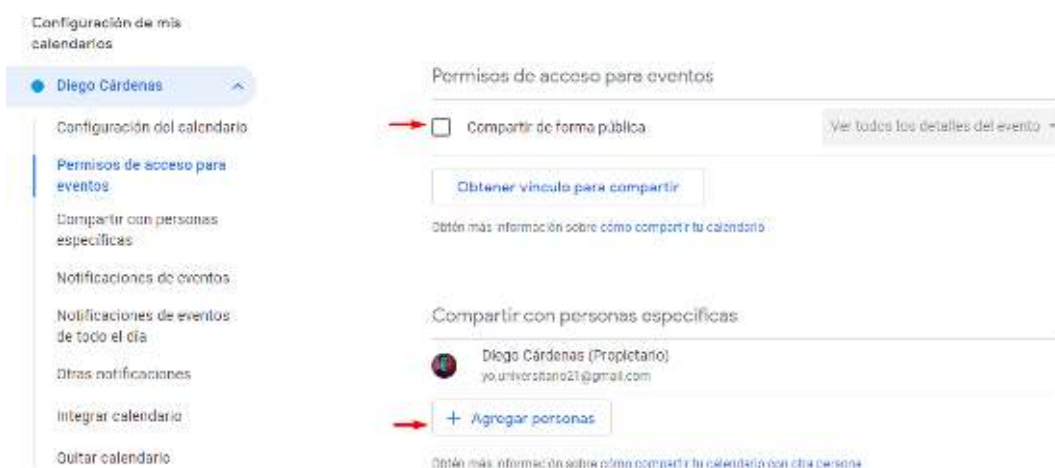 Configuración de mis
calendarios
Diego Cárdenas
Configuración del calendario
Permisos de acceso para
eventos
Compartir con personas
específicas
Notificaciones de eventos
Notificaciones de eventos
de todo el día
Otras notificaciones
Integrar calendario
Quitar calendario
Permisos de acceso para eventos
Compartir de forma pública
Ver todos los detalles del evento
Obtener vínculo para compartir
Obtén más información sobre cómo compartir tu calendario
Compartir con personas específicas
Diego Cárdenas (Propietario)
yo.universitario21@gmail.com
+ Agregar personas
Obtén más información sobre cómo compartir tu calendario con otra persona